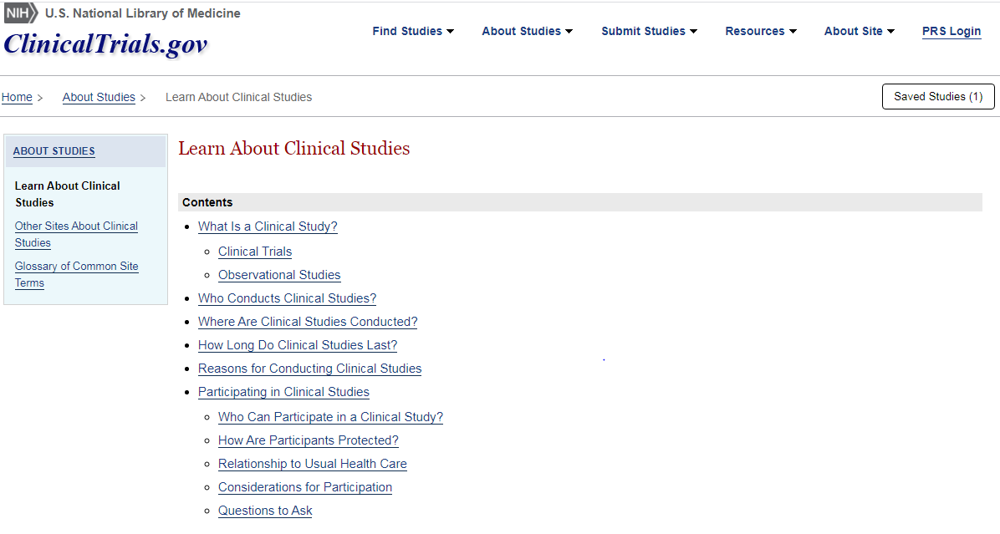 NIH U.S. National Library of Medicine
ClinicalTrials.gov
Find Studies About Studies Submit Studies Resources About Site PRS Login
Home > About Studies > Learn About Clinical Studies
Saved Studies (1)
ABOUT STUDIES
Learn About Clinical
Studies
Other Sites About Clinical
Studies
Glossary of Common Site
Terms
Learn About Clinical Studies
Contents
What Is a Clinical Study?
Clinical Trials
Observational Studies
Who Conducts Clinical Studies?
Where Are Clinical Studies Conducted?
How Long Do Clinical Studies Last?
Reasons for Conducting Clinical Studies
Participating in Clinical Studies
Who Can Participate in a Clinical Study?
How Are Participants Protected?
Relationship to Usual Health Care
Considerations for Participation
Questions to Ask